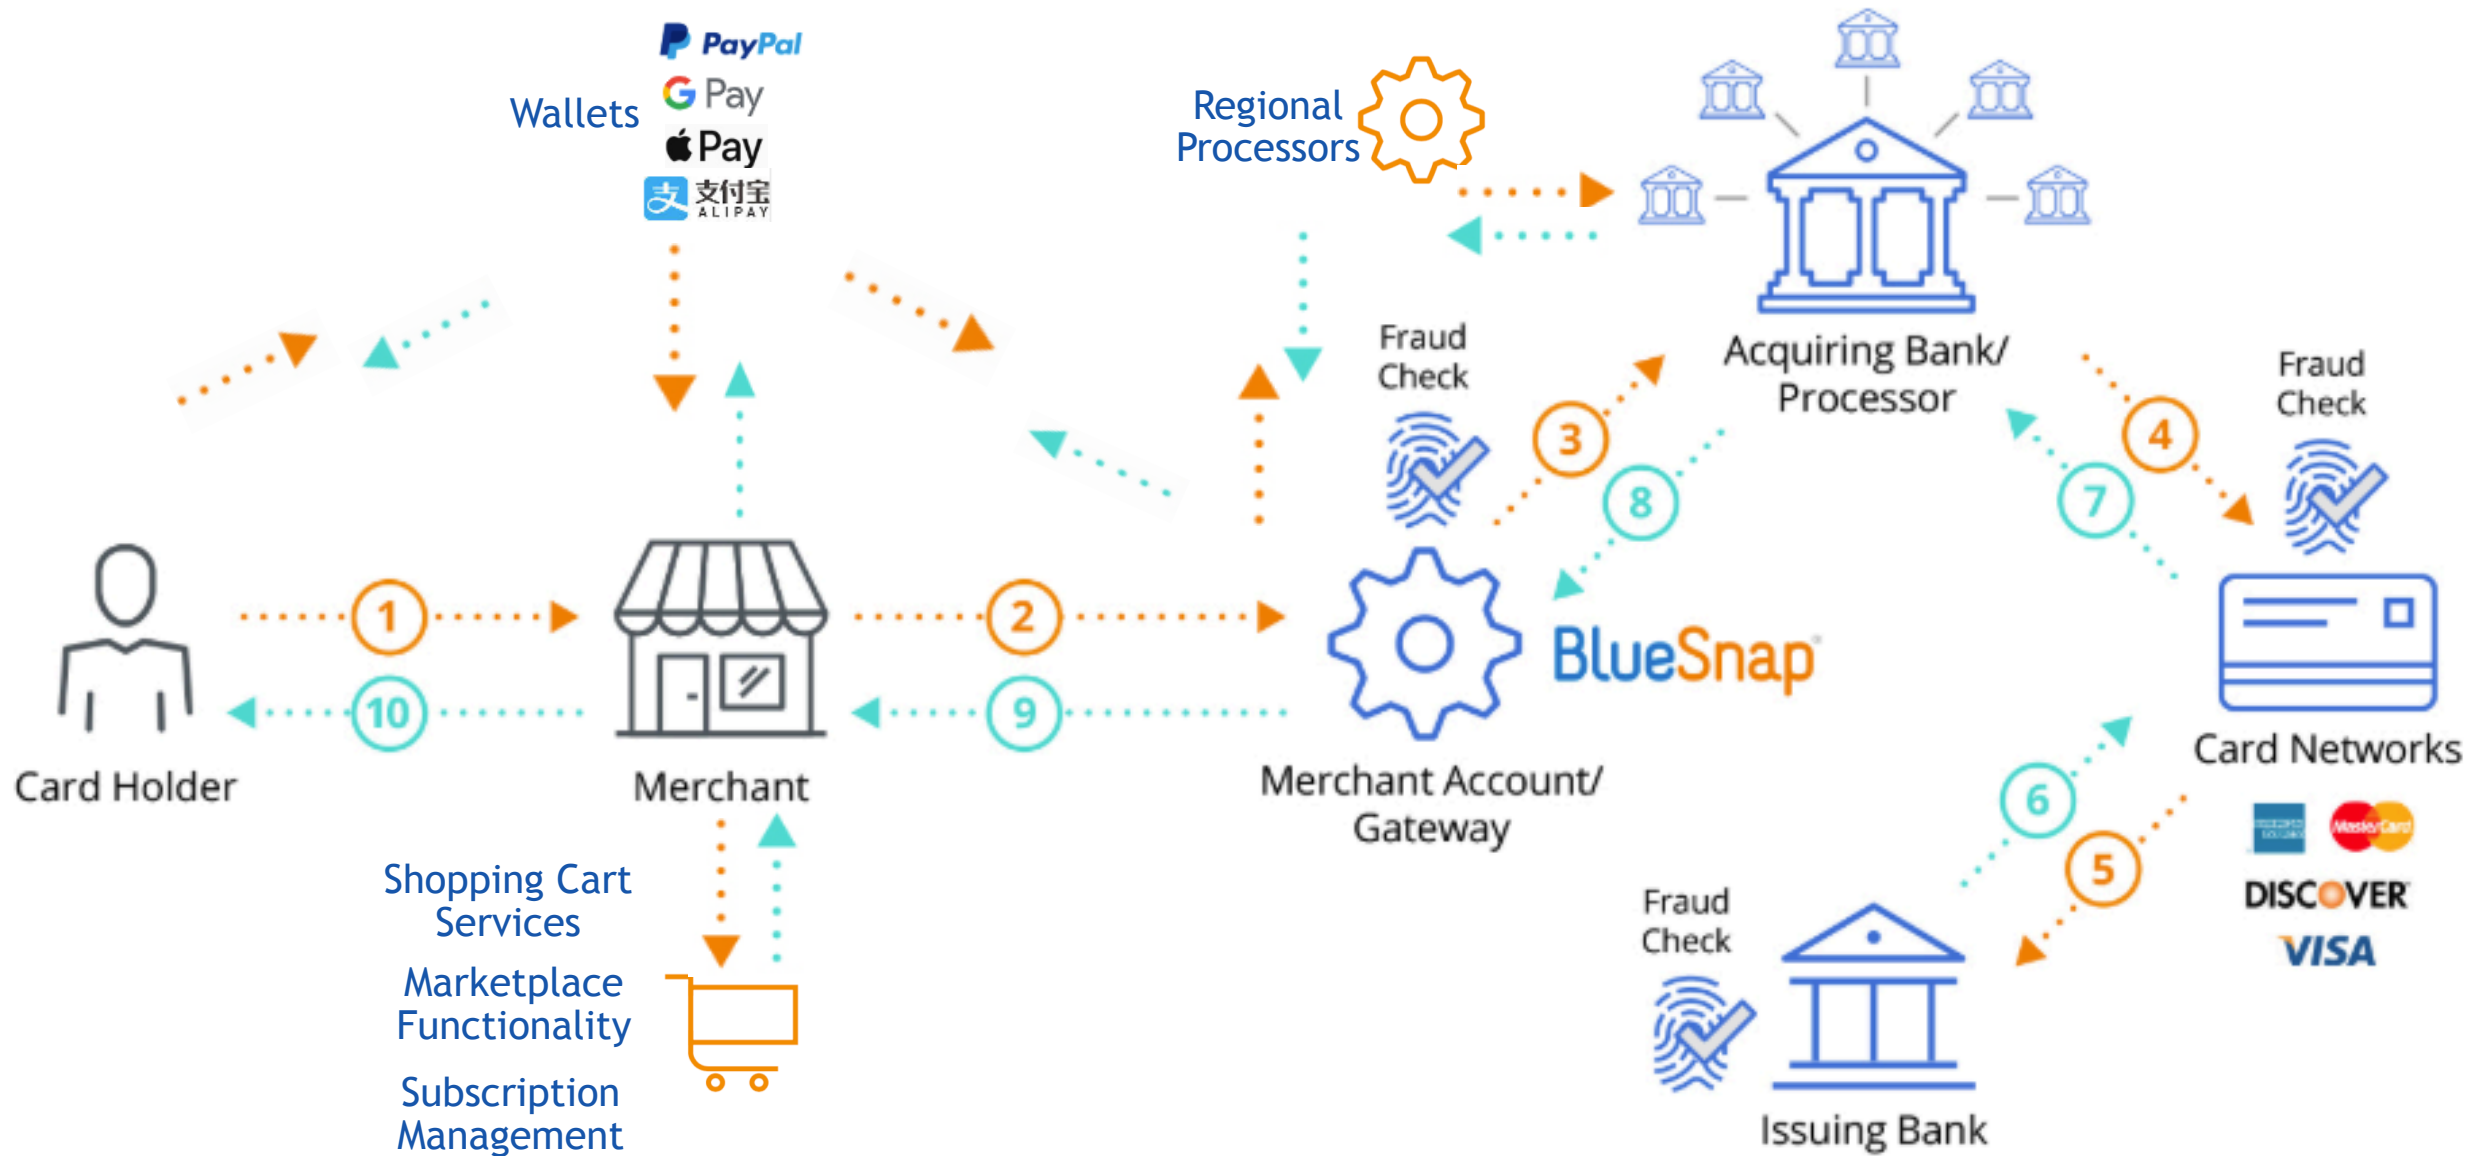 PayPal
G Pay
Wallets
Pay
支付宝
ALIPAY
支
Regional
Processors
Fraud
Check
Acquiring Bank/
Processor
Fraud
Check
3
4
8
7
1
2
BlueSnap
10
9
Card Holder
Merchant
Merchant Account/
Gateway
Card Networks
6
MasterCard
5
DISCOVER
VISA
Shopping Cart
Services
Marketplace
Functionality
Subscription
Management
Fraud
Check
Issuing Bank